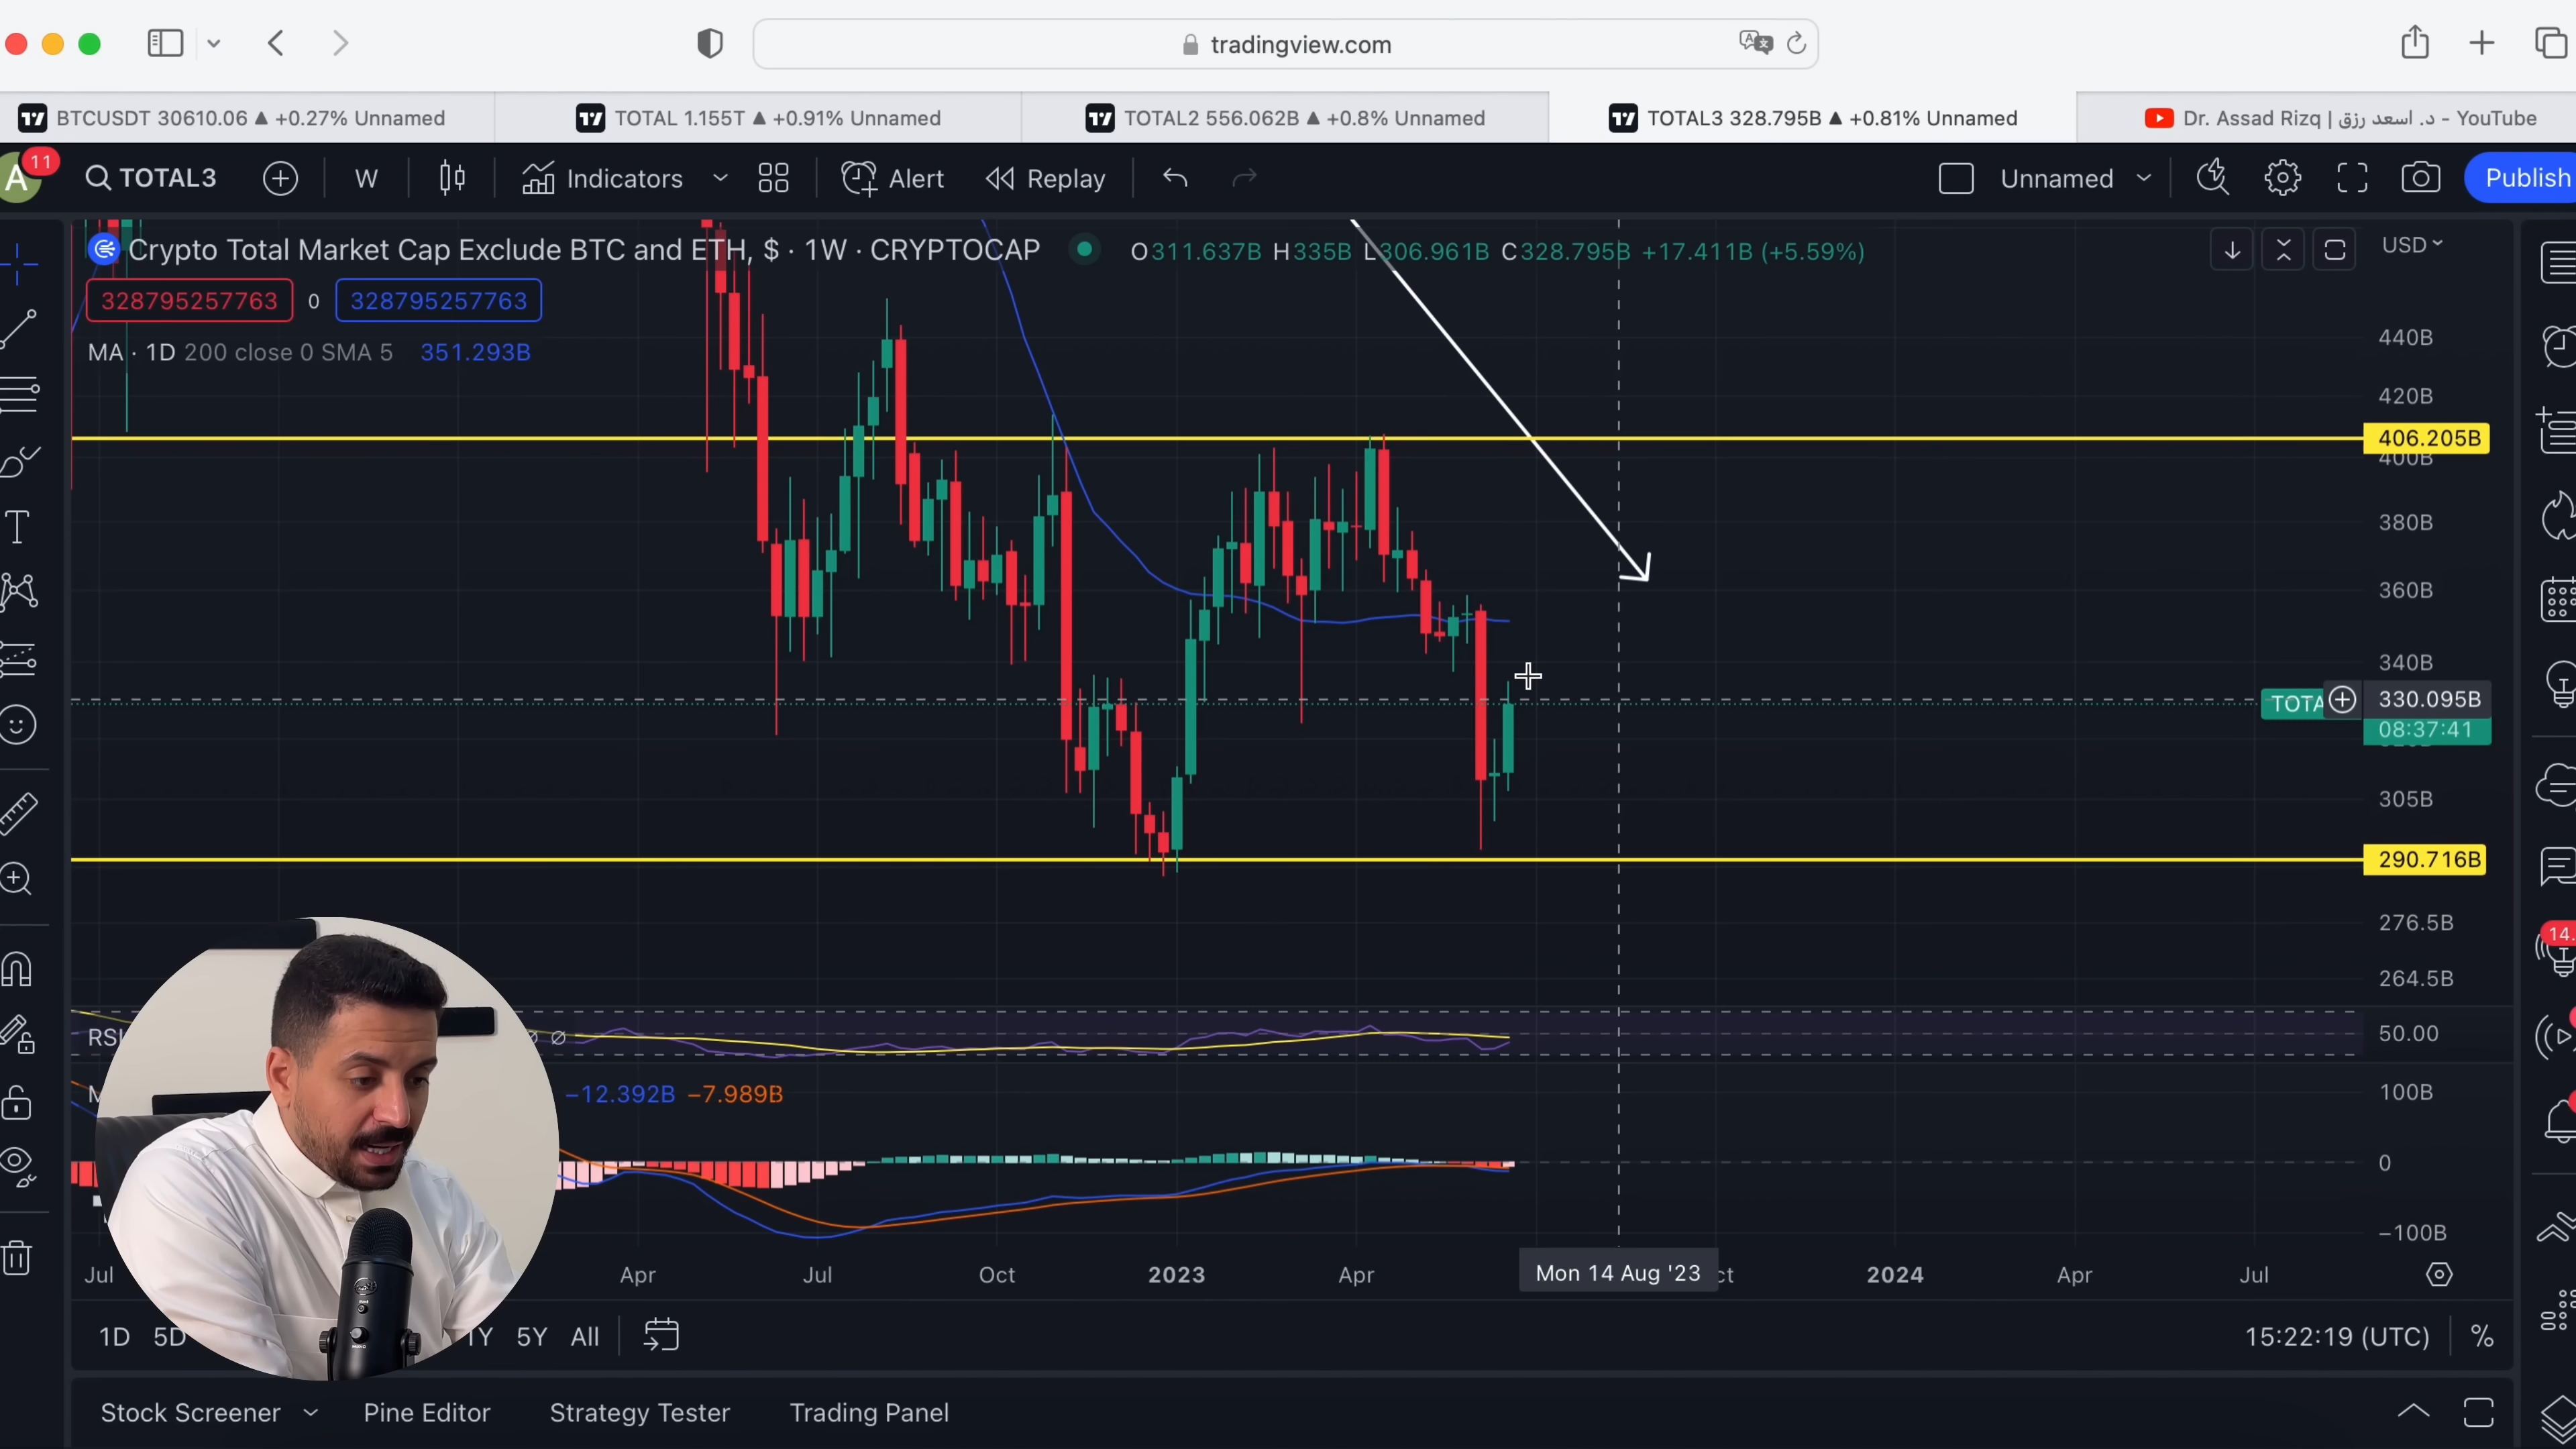 tradingview.com
BTCUSDT 30610.06 ▲ +0.27% Unnamed
TOTAL 1.155T ▲ +0.91% Unnamed
TOTAL2 556.062B ▲ +0.8% Unnamed
TOTAL3 328.795B ▲ +0.81% Unnamed
Dr. Assad Rizq | د. اسعد رزق - YouTube
A
11
TOTAL3
W
Indicators
Alert
Replay
Unnamed
Publish
Crypto Total Market Cap Exclude BTC and ETH, $ · 1W · CRYPTOCAP
O311.637B H335B L306.961B C328.795B +17.411B (+5.59%)
USD
328795257763 0 328795257763
MA · 1D 200 close 0 SMA 5 351.293B
440B
420B
406.205B
400B
380B
360B
340B
TOTA
330.095B
08:37:41
305B
290.716B
276.5B
264.5B
14.
RSI
50.00
−12.392B −7.989B
100B
0
−100B
Jul
Apr
Jul
Oct
2023
Apr
Mon 14 Aug '23
2024
Apr
Jul
1D 5D 1Y 5Y All
15:22:19 (UTC) %
Stock Screener
Pine Editor
Strategy Tester
Trading Panel